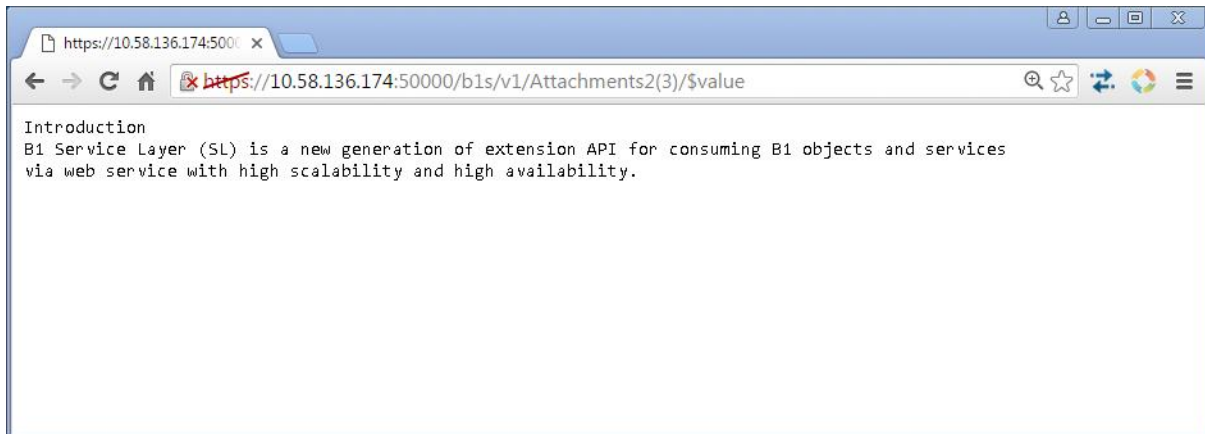 https://10.58.136.174:500
https://10.58.136.174:50000/b1s/v1/Attachments2(3)/$value
Introduction
B1 Service Layer (SL) is a new generation of extension API for consuming B1 objects and services
via web service with high scalability and high availability.